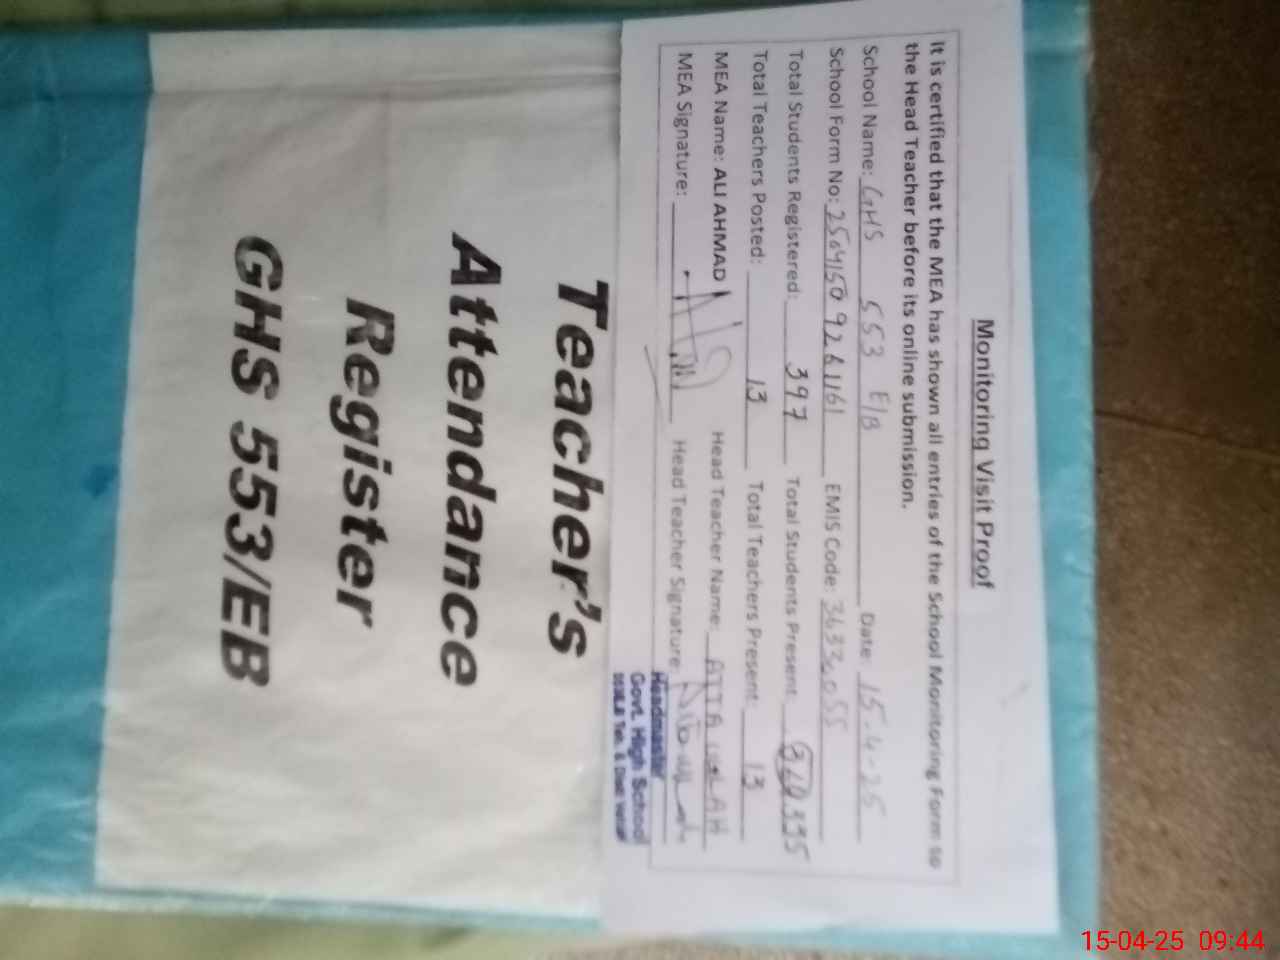 Monitoring Visit Proof
It is certified that the MEA has shown all entries of the School Monitoring Form to
the Head Teacher before its online submission.
School Name: GHS 553 E/B Date: 15-4-25
School Form No: 25041509261161 EMIS Code: 36330055
Total Students Registered: 397 Total Students Present: 335
Total Teachers Posted: 13 Total Teachers Present: 13
MEA Name: ALI AHMAD Head Teacher Name: ATTA ULLAH
MEA Signature: Head Teacher Signature:
Headmaster
Govt. High School
Teacher's
Attendance
Register
GHS 553/EB
15-04-25 09:44